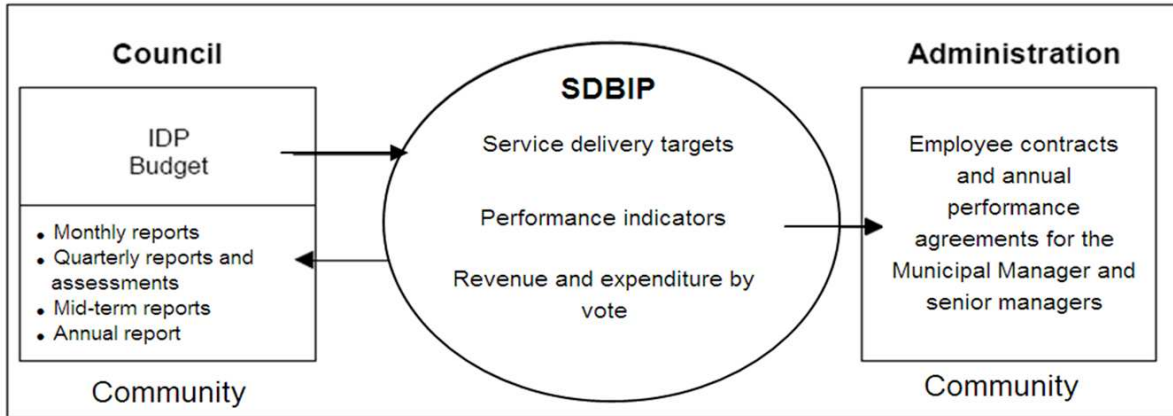 Council
IDP
Budget
• Monthly reports
• Quarterly reports and
assessments
• Mid-term reports
• Annual report
Community
SDBIP
Service delivery targets
Performance indicators
Revenue and expenditure by
vote
Administration
Employee contracts
and annual
performance
agreements for the
Municipal Manager and
senior managers
Community